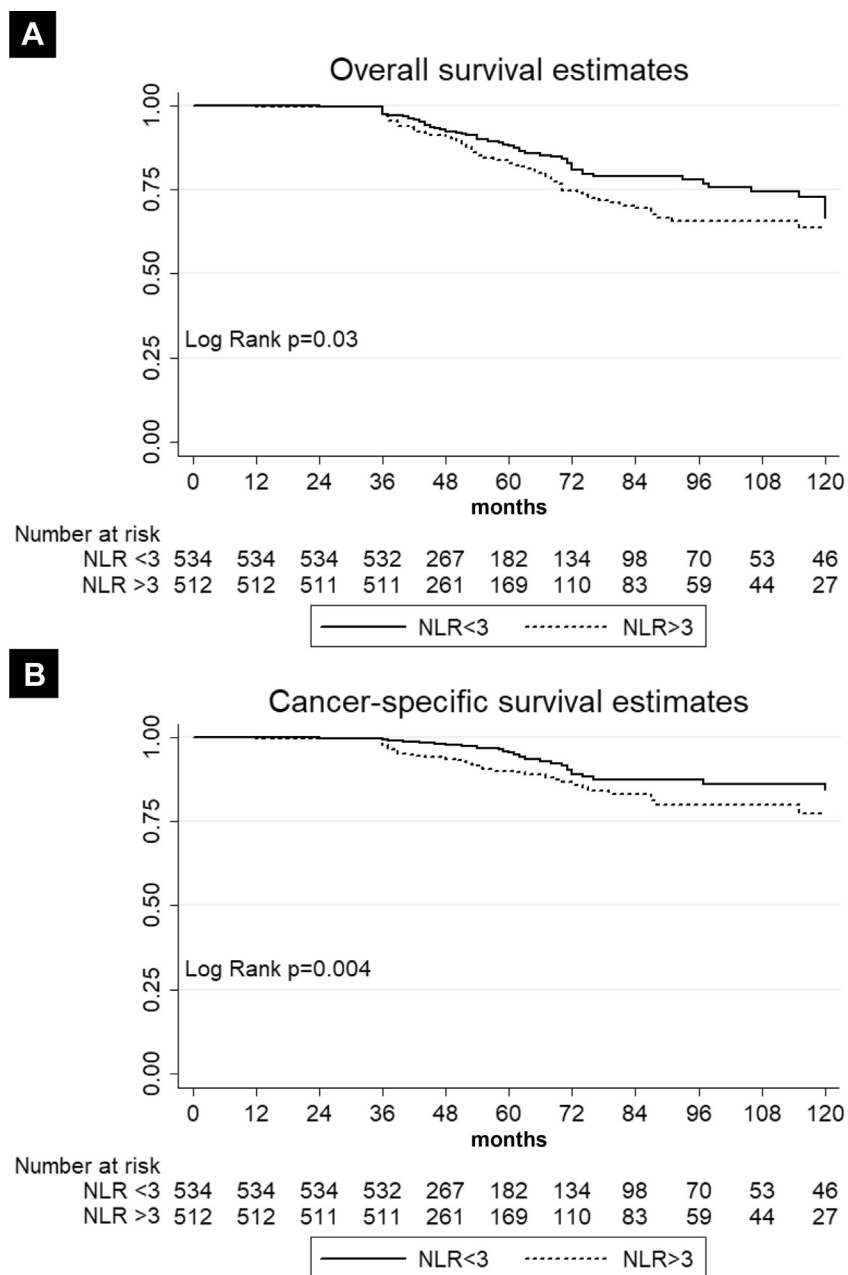 A
Overall survival estimates
1.00
0.75
0.50
0.25
0.00
Log Rank p=0.03
0 12 24 36 48 60 72 84 96 108 120
months
Number at risk
NLR <3 534 534 534 532 267 182 134 98 70 53 46
NLR >3 512 512 511 511 261 169 110 83 59 44 27
NLR<3 NLR>3
B
Cancer-specific survival estimates
1.00
0.75
0.50
0.25
0.00
Log Rank p=0.004
0 12 24 36 48 60 72 84 96 108 120
months
Number at risk
NLR <3 534 534 534 532 267 182 134 98 70 53 46
NLR >3 512 512 511 511 261 169 110 83 59 44 27
NLR<3 NLR>3